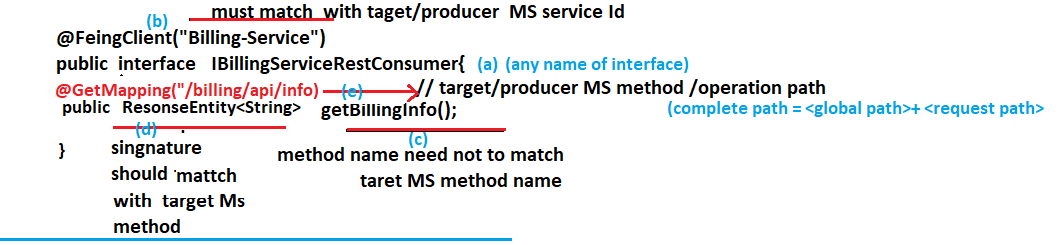 must match with taget/producer MS service Id
(b)
@FeingClient("Billing-Service")
public interface IBillingServiceRestConsumer{ (a) (any name of interface)
@GetMapping("/billing/api/info) (e) // target/producer MS method /operation path
public ResonseEntity<String> getBillingInfo(); (complete path = <global path>+ <request path>
(d) (c)
} singnature method name need not to match
should mattch taret MS method name
with target Ms
method